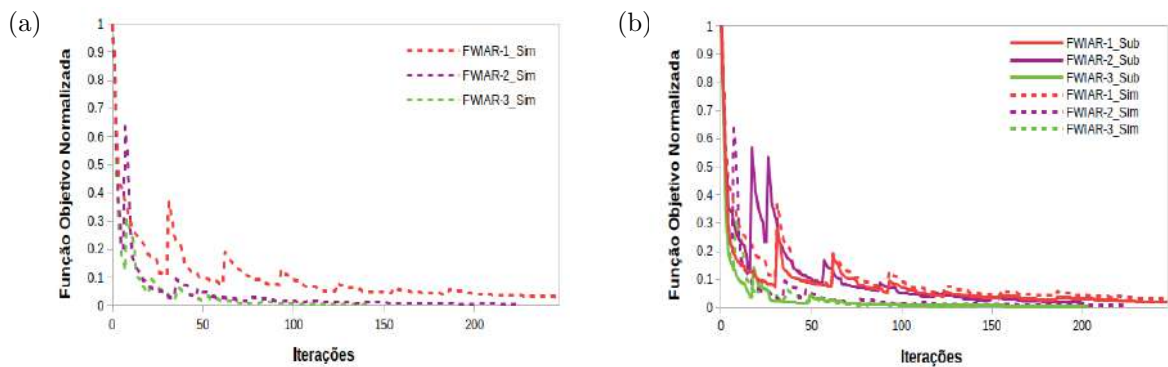 (a)
Função Objetivo Normalizada
1
0.9
0.8
0.7
0.6
0.5
0.4
0.3
0.2
0.1
0
0 50 100 150 200
Iterações
FWIAR-1_Sim
FWIAR-2_Sim
FWIAR-3_Sim
(b)
Função Objetivo Normalizada
1
0.9
0.8
0.7
0.6
0.5
0.4
0.3
0.2
0.1
0
0 50 100 150 200
Iterações
FWIAR-1_Sub
FWIAR-2_Sub
FWIAR-3_Sub
FWIAR-1_Sim
FWIAR-2_Sim
FWIAR-3_Sim